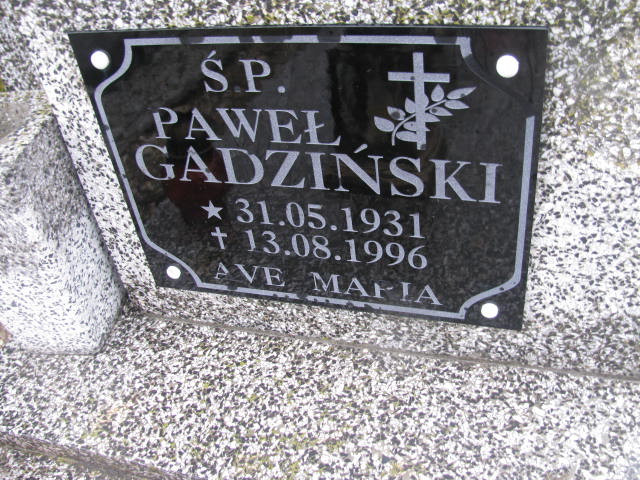 Ś.P.
PAWEŁ
GADZIŃSKI
★ 31.05.1931
✝ 13.08.1996
AVE MARIA